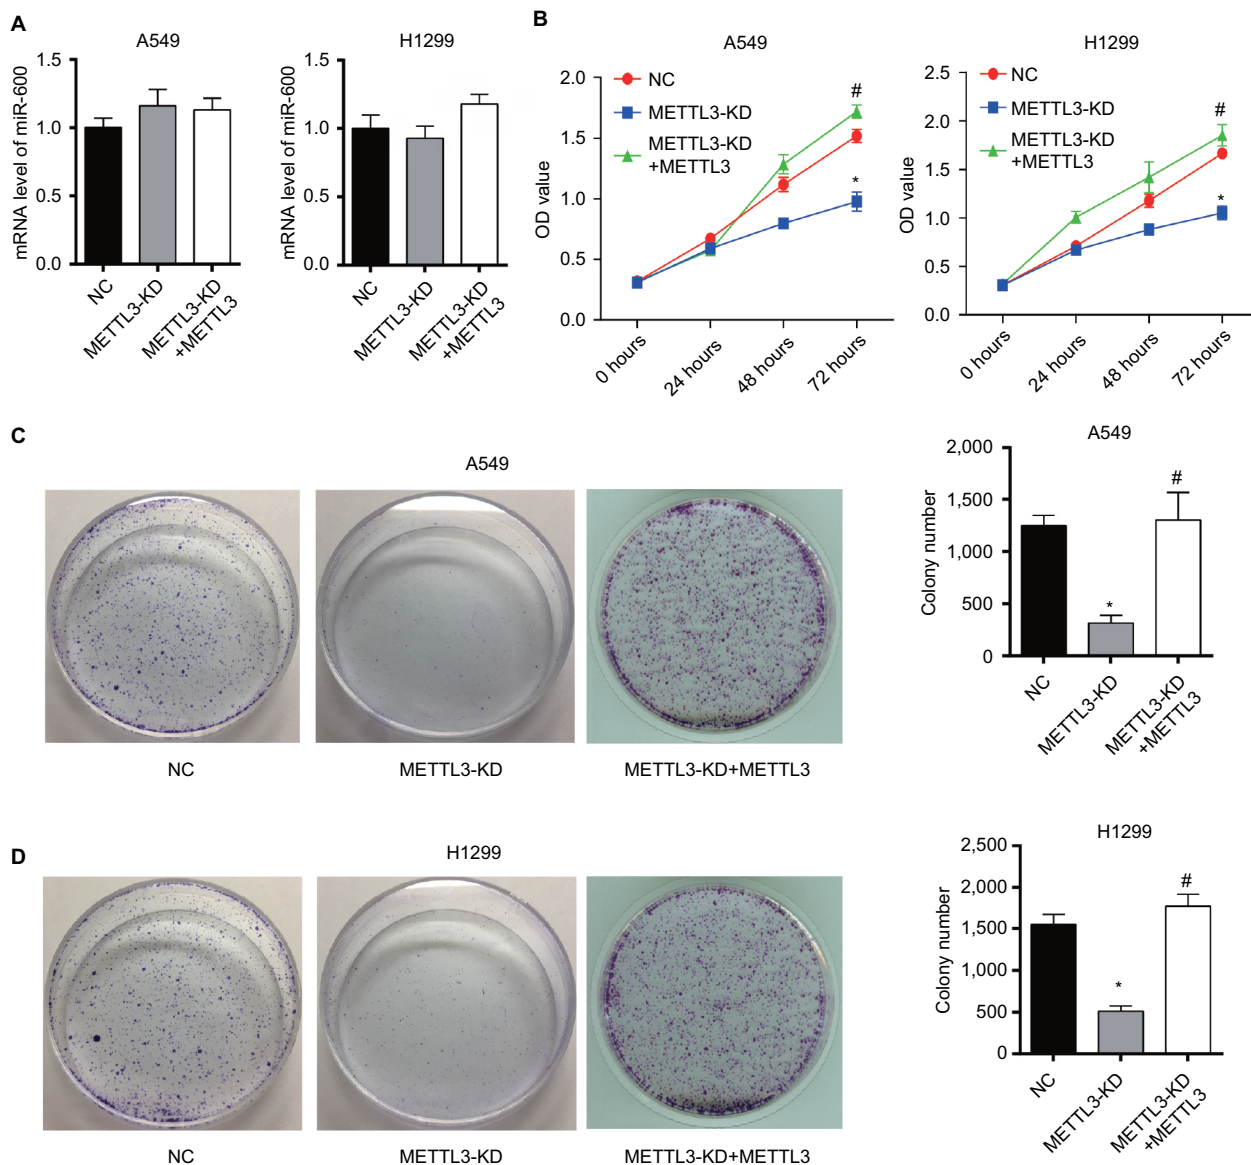 A
A549
mRNA level of miR-600
1.5
1.0
0.5
0.0
NC
METTL3-KD
METTL3-KD
+METTL3
H1299
mRNA level of miR-600
1.5
1.0
0.5
0.0
NC
METTL3-KD
METTL3-KD
+METTL3
B
A549
OD value
2.0
1.5
1.0
0.5
0.0
NC
METTL3-KD
METTL3-KD
+METTL3
#
*
0 hours
24 hours
48 hours
72 hours
H1299
OD value
2.5
2.0
1.5
1.0
0.5
0.0
NC
METTL3-KD
METTL3-KD
+METTL3
#
*
0 hours
24 hours
48 hours
72 hours
C
A549
NC
METTL3-KD
METTL3-KD+METTL3
A549
Colony number
2,000
1,500
1,000
500
0
*
#
NC
METTL3-KD
METTL3-KD
+METTL3
D
H1299
NC
METTL3-KD
METTL3-KD+METTL3
H1299
Colony number
2,500
2,000
1,500
1,000
500
0
*
#
NC
METTL3-KD
METTL3-KD
+METTL3